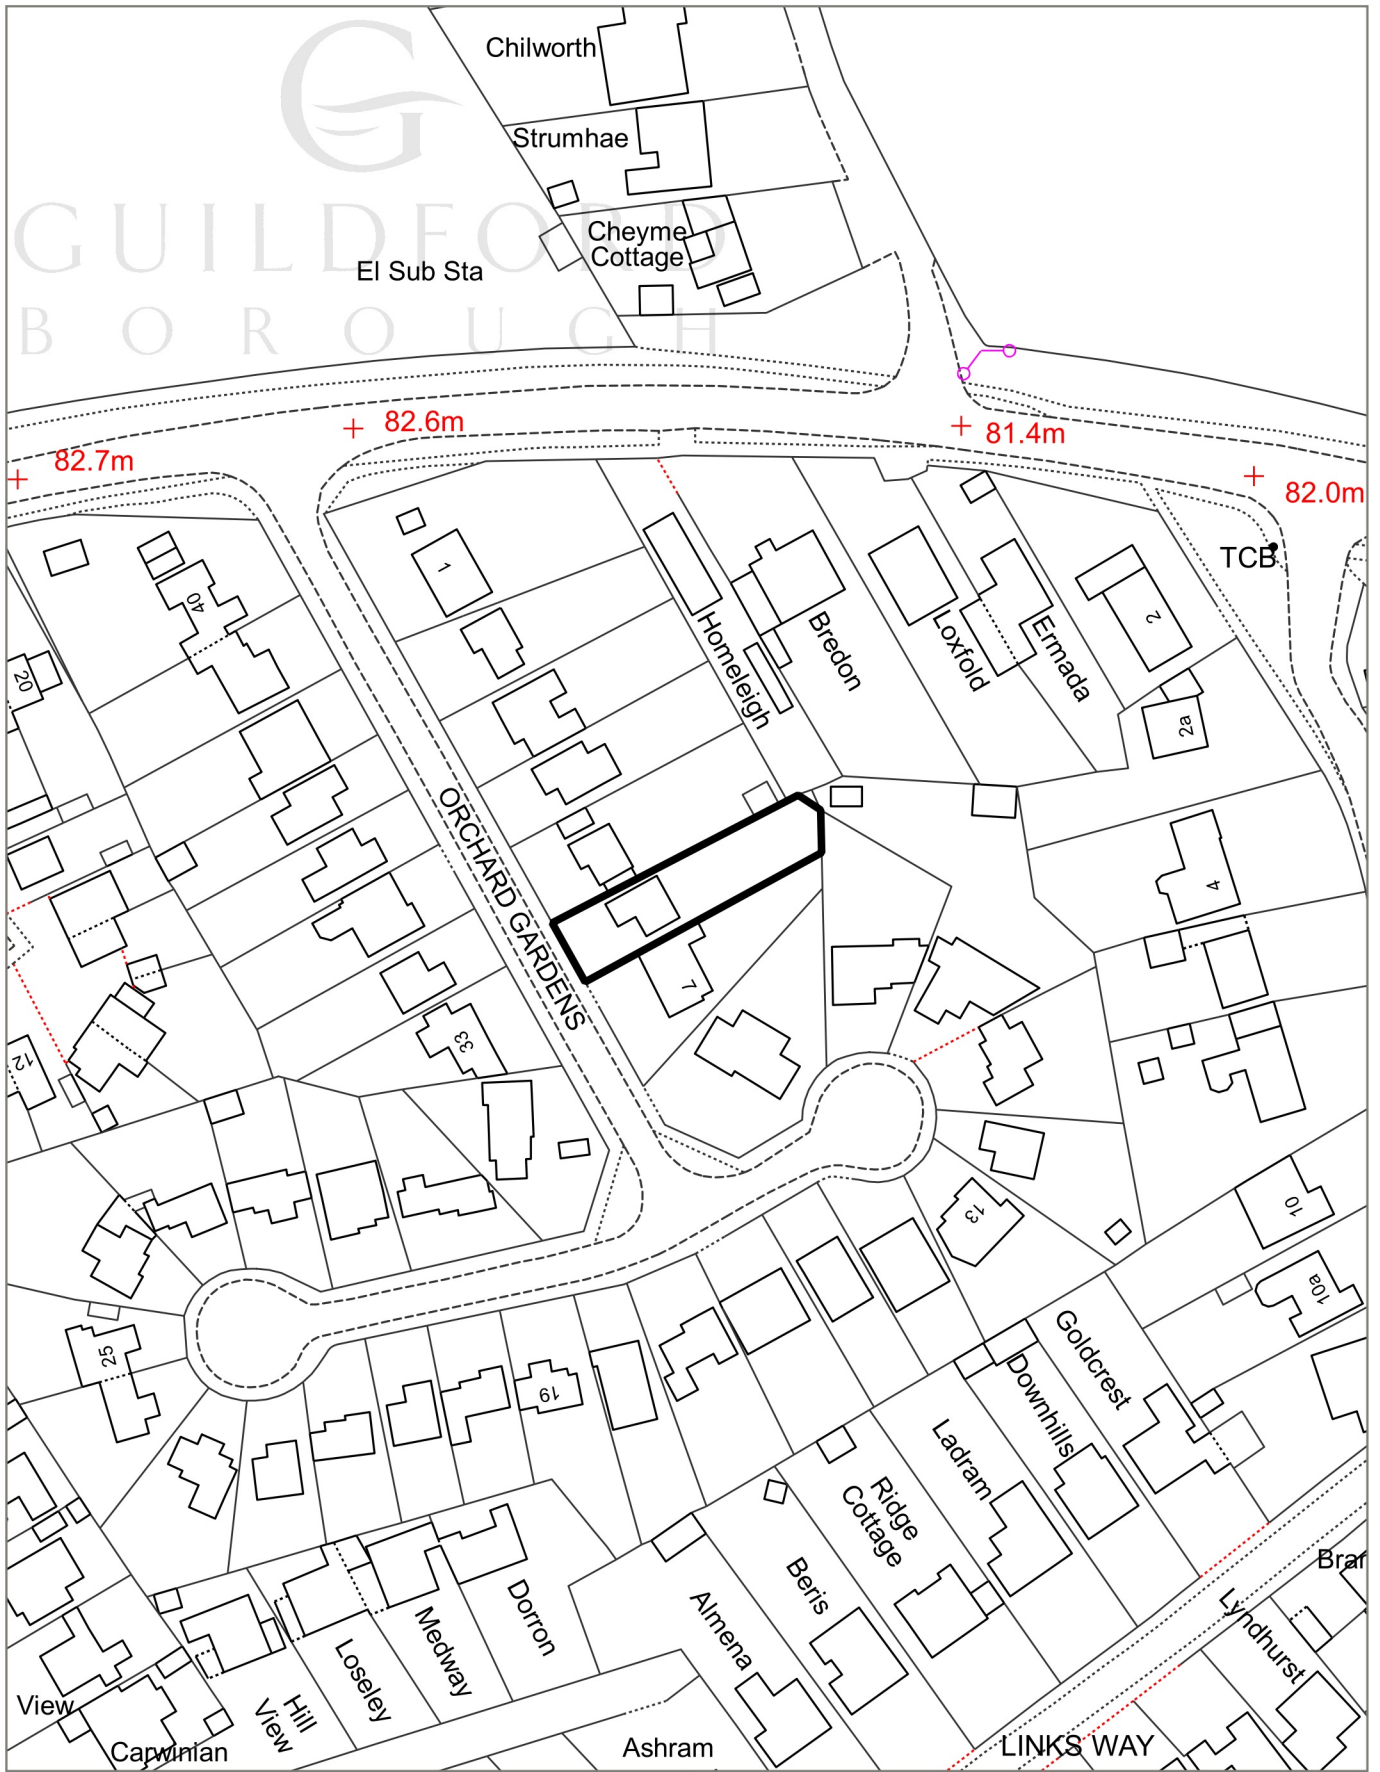 Chilworth
Strumhae
GUILDFORD
Cheyme
Cottage
El Sub Sta
BOROUGH
82.6m
81.4m
82.7m
82.0m
TCB
1
40
2
20
Homeleigh
Bredon
Loxfold
Ermada
2a
ORCHARD GARDENS
4
7
33
12
10
13
10a
25
19
Goldcrest
Downhills
Ladram
Ridge
Cottage
Beris
Almena
Dorron
Medway
Loseley
Hill
View
View
Carwinian
Ashram
LINKS WAY
Lyndhurst
Brar